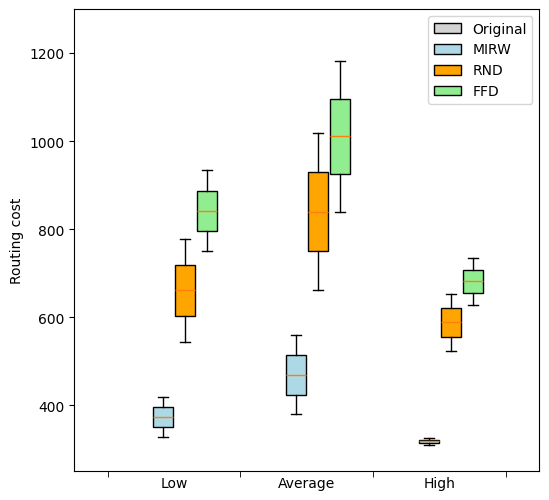 Original
MIRW
RND
FFD
1200
1000
800
600
400
Routing cost
Low Average High